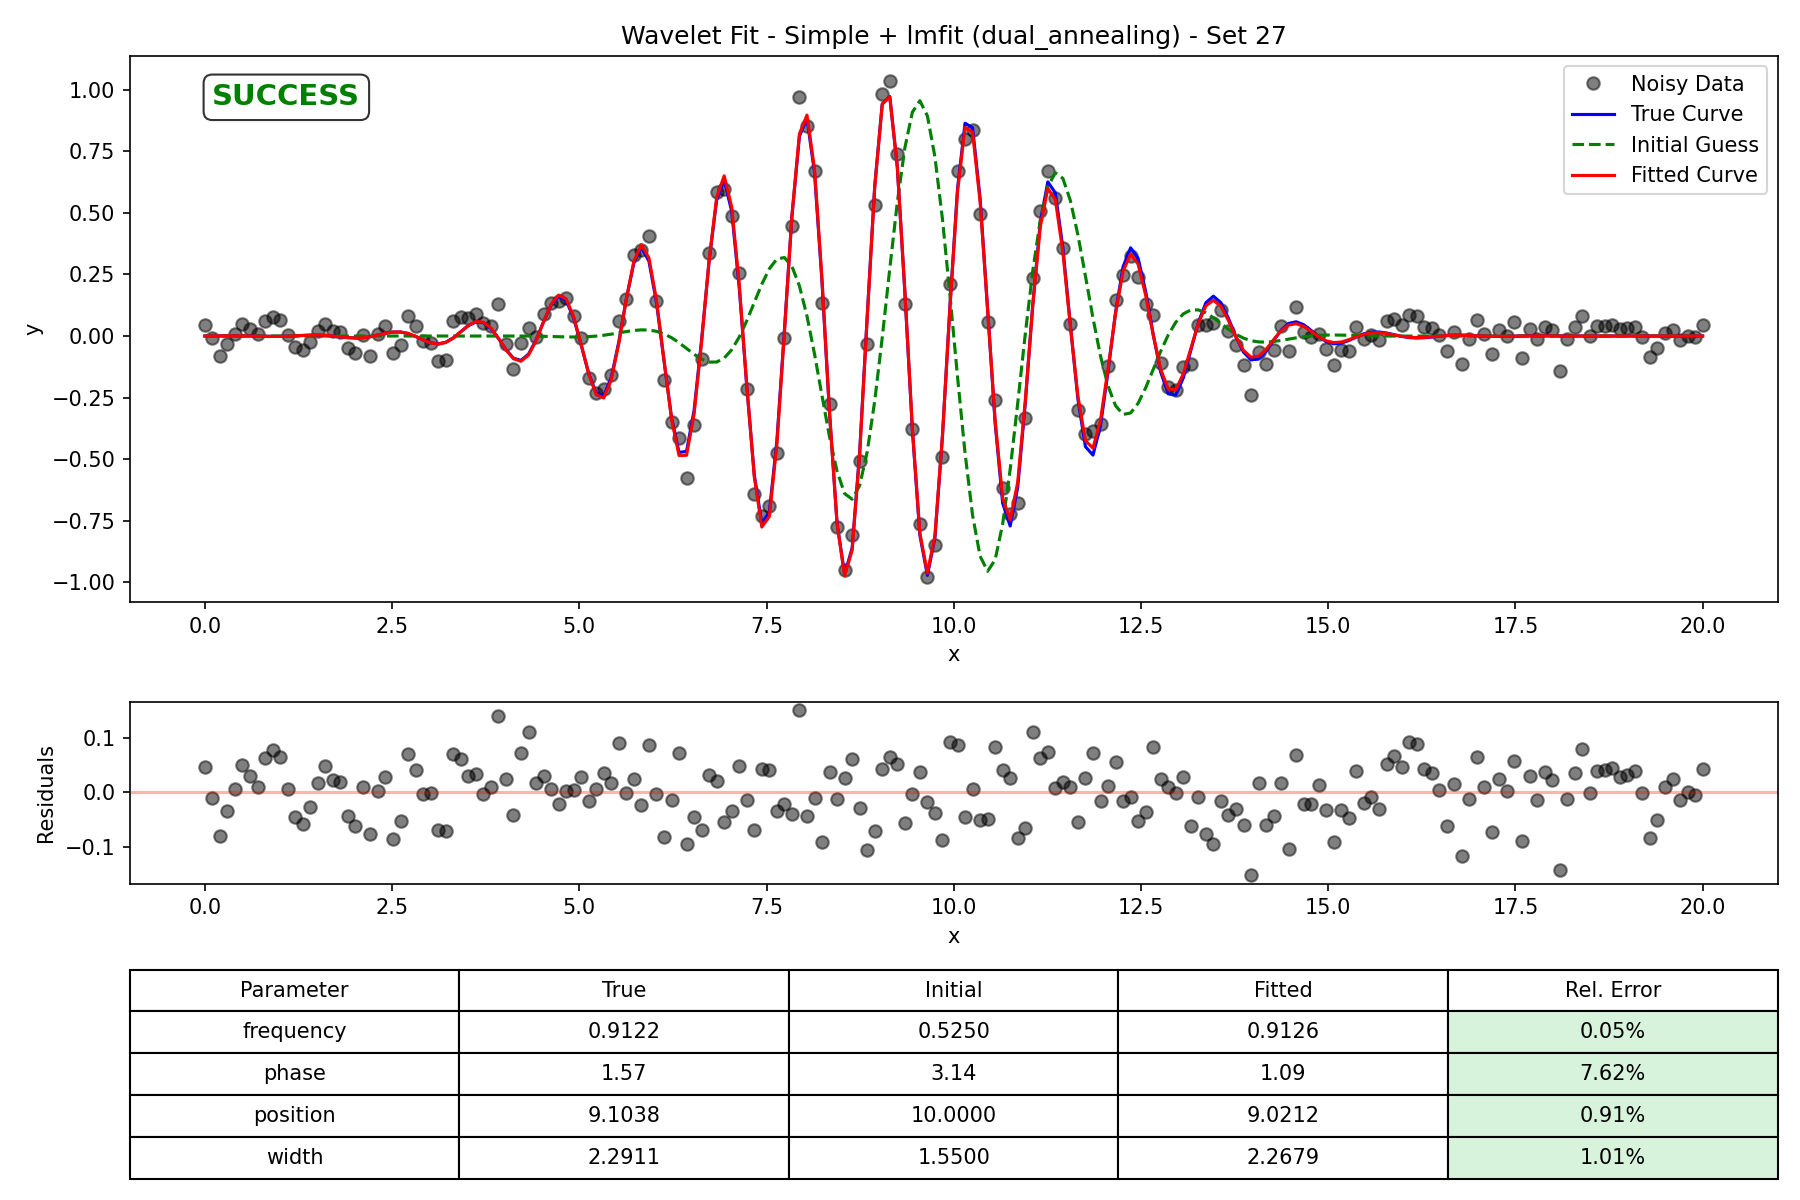 Wavelet Fit - Simple + lmfit (dual_annealing) - Set 27
SUCCESS
Noisy Data
True Curve
Initial Guess
Fitted Curve
y
1.00
0.75
0.50
0.25
0.00
−0.25
−0.50
−0.75
−1.00
0.0 2.5 5.0 7.5 10.0 12.5 15.0 17.5 20.0
x
Residuals
0.1
0.0
−0.1
0.0 2.5 5.0 7.5 10.0 12.5 15.0 17.5 20.0
x
Parameter True Initial Fitted Rel. Error
frequency 0.9122 0.5250 0.9126 0.05%
phase 1.57 3.14 1.09 7.62%
position 9.1038 10.0000 9.0212 0.91%
width 2.2911 1.5500 2.2679 1.01%